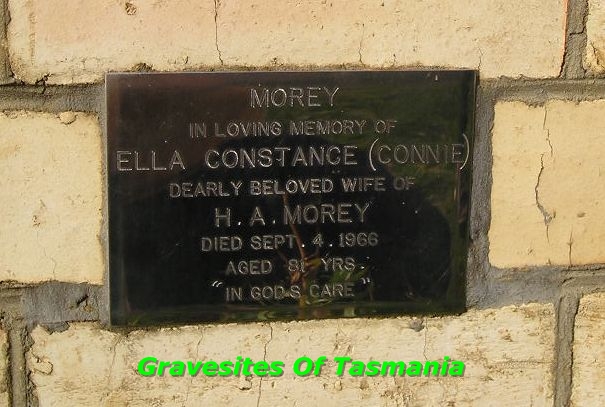 MOREY
IN LOVING MEMORY OF
ELLA CONSTANCE (CONNIE)
DEARLY BELOVED WIFE OF
H. A. MOREY
DIED SEPT. 4. 1966
AGED 81 YRS.
"IN GOD'S CARE"
Gravesites Of Tasmania